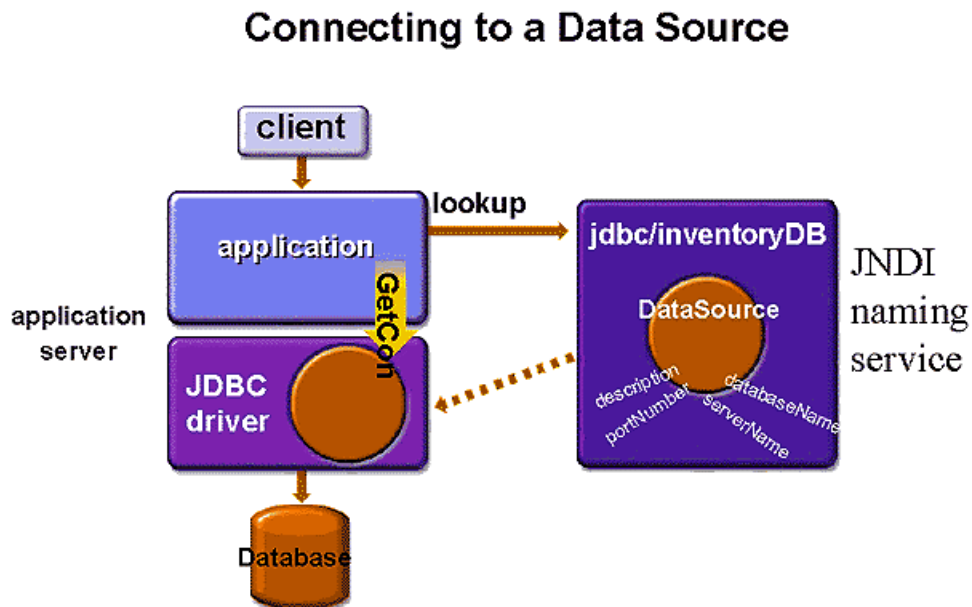 Connecting to a Data Source
client
lookup
application
GetCon
application
server
JDBC
driver
Database
jdbc/inventoryDB
DataSource
description
portNumber
serverName
databaseName
JNDI
naming
service